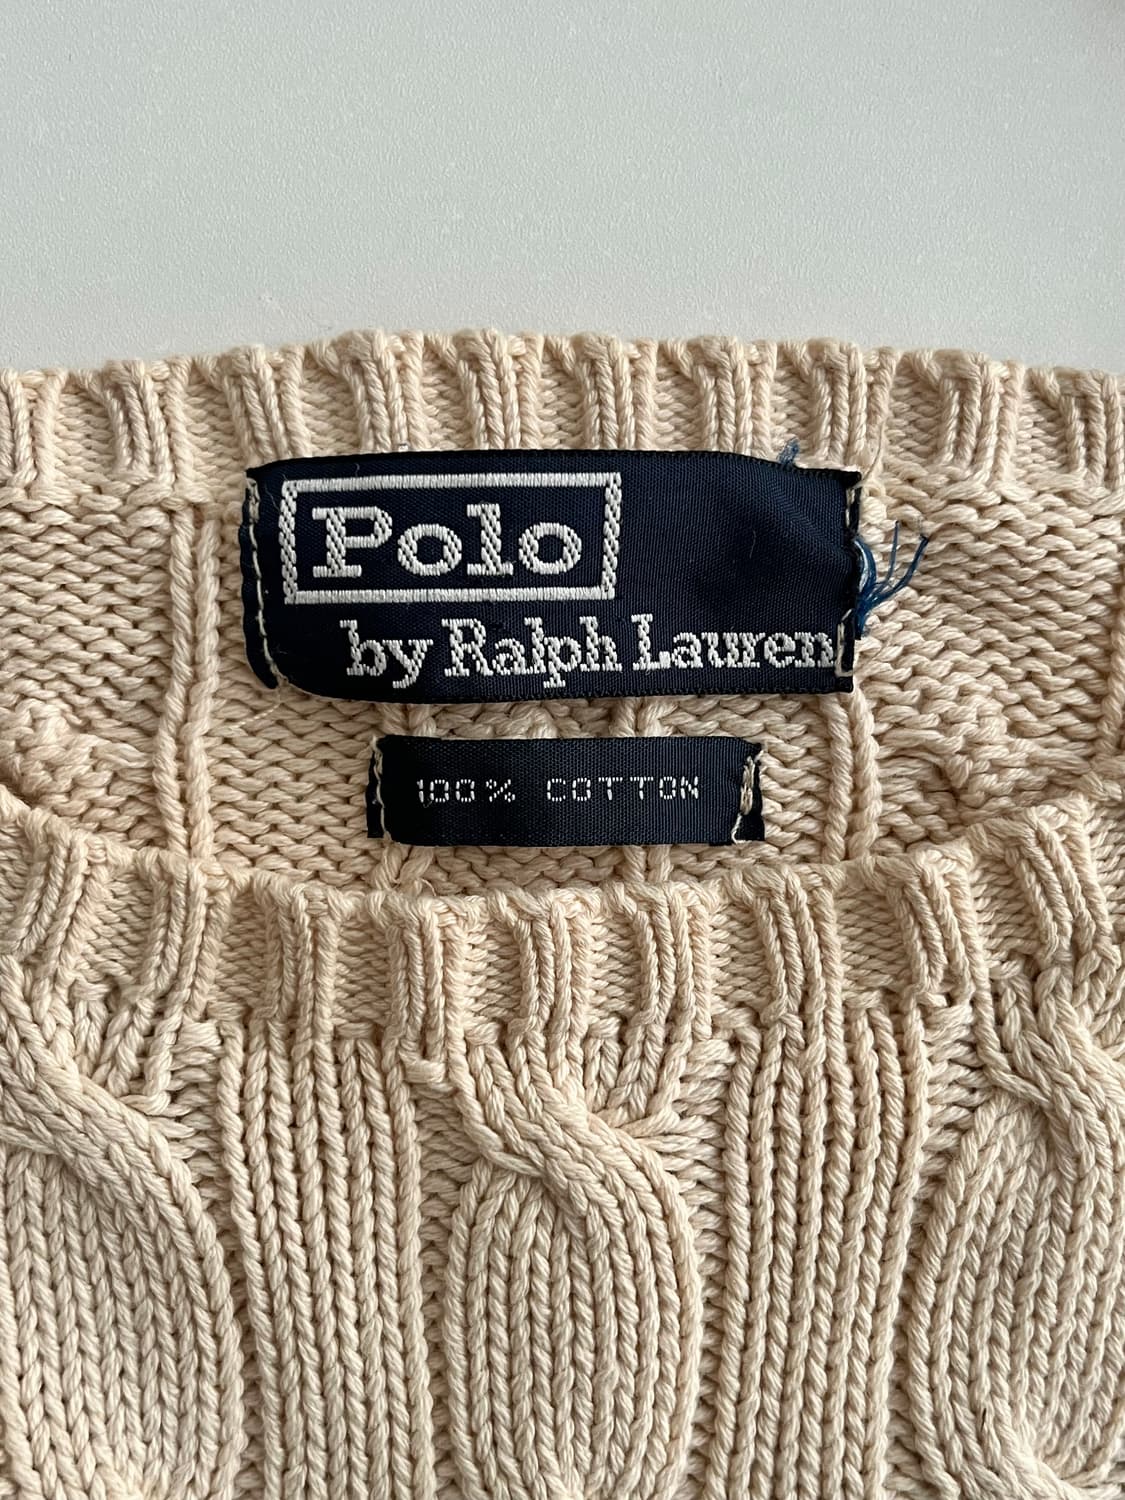 Polo
by Ralph Lauren
100% COTTON